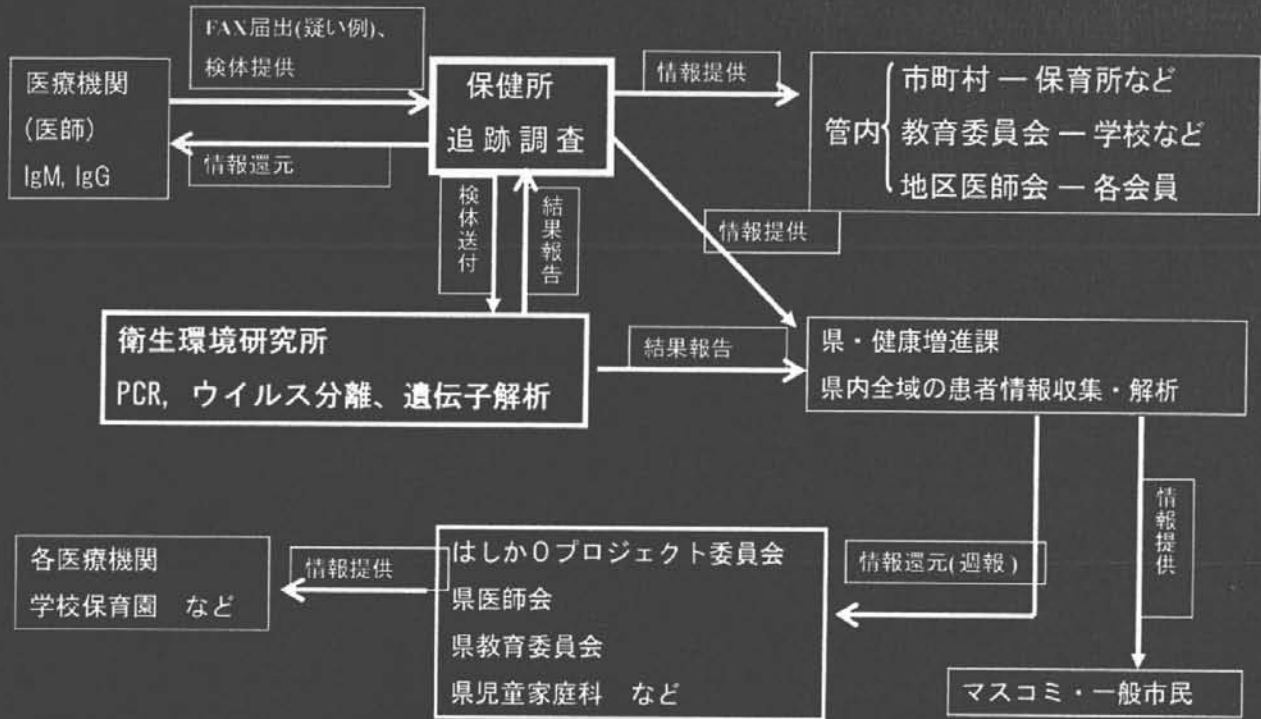 FAX届出(疑い例)、
検体提供
医療機関
(医師)
IgM, IgG
情報還元
保健所
追跡調査
情報提供
管内
市町村 ― 保育所など
教育委員会 ― 学校など
地区医師会 ― 各会員
検体送付
結果報告
情報提供
衛生環境研究所
PCR, ウイルス分離、遺伝子解析
結果報告
県・健康増進課
県内全域の患者情報収集・解析
各医療機関
学校保育園 など
情報提供
はしか0プロジェクト委員会
県医師会
県教育委員会
県児童家庭科 など
情報還元(週報)
情報提供
マスコミ・一般市民